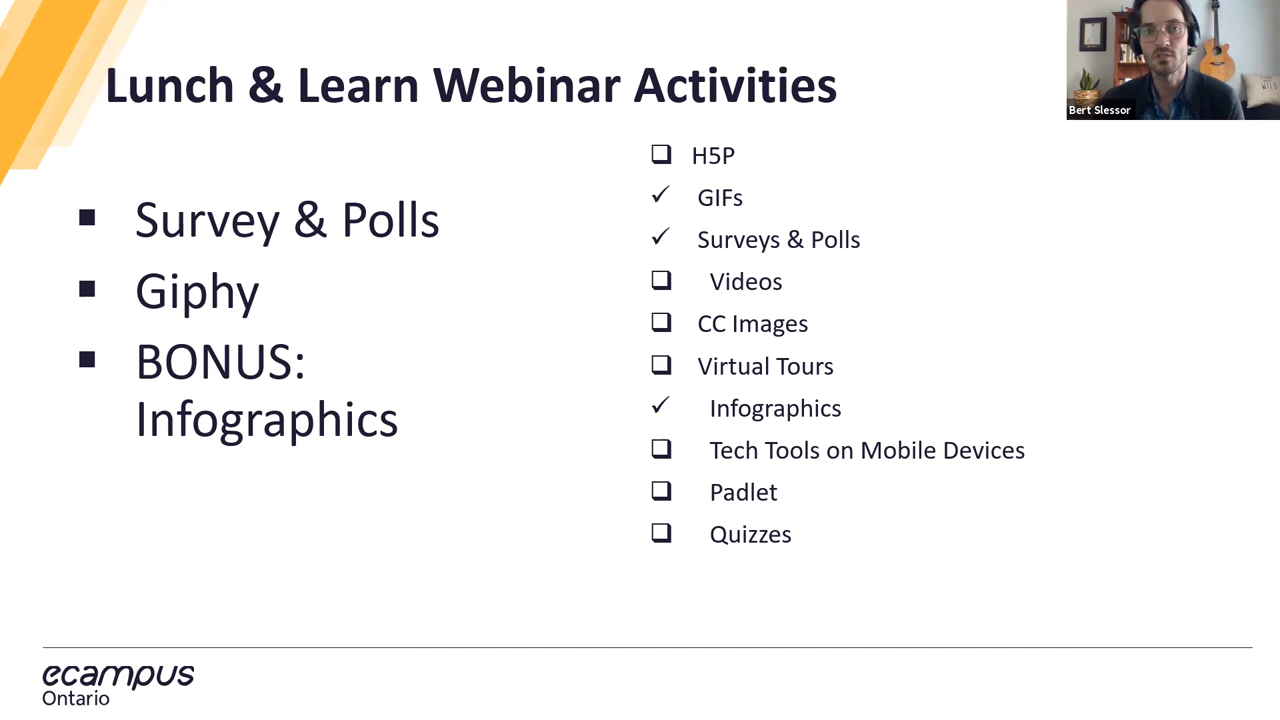 Lunch & Learn Webinar Activities
Bert Slessor
▪ Survey & Polls
▪ Giphy
▪ BONUS:
Infographics
❑ H5P
✓ GIFs
✓ Surveys & Polls
❑ Videos
❑ CC Images
❑ Virtual Tours
✓ Infographics
❑ Tech Tools on Mobile Devices
❑ Padlet
❑ Quizzes
ecampus
Ontario